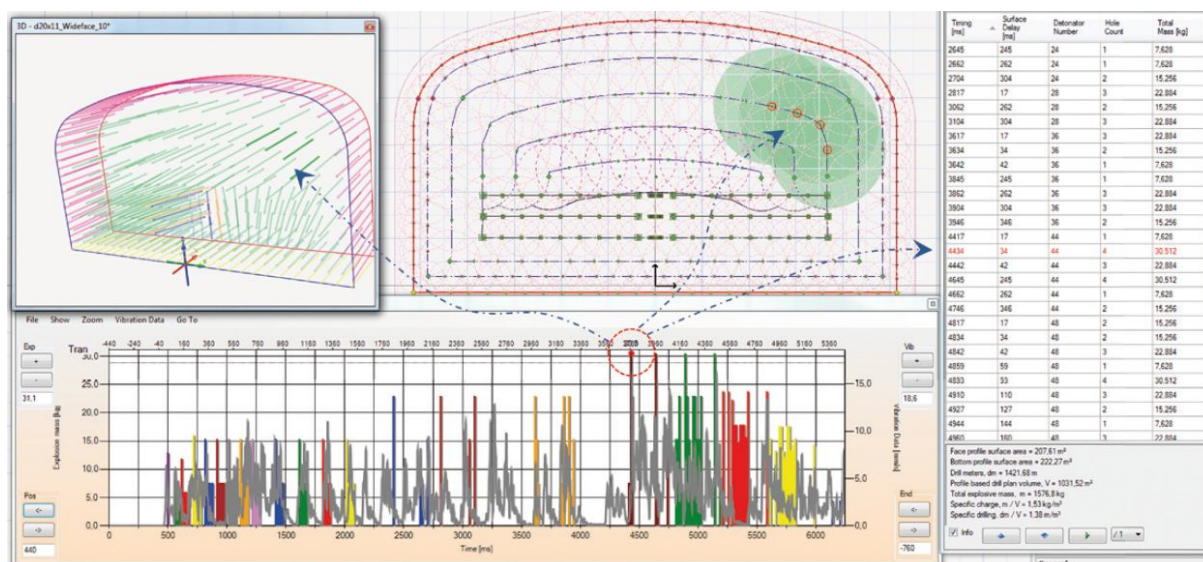 3D - d20x11_Wideface_10*
Timing [ms] Surface Delay [ms] Detonator Number Hole Count Total Mass [kg]
2645 245 24 1 7,628
2662 262 24 1 7,628
2704 304 24 2 15,256
2817 17 28 3 22,884
3062 262 28 2 15,256
3104 304 28 3 22,884
3617 17 36 3 22,884
3634 34 36 2 15,256
3642 42 36 1 7,628
3845 245 36 1 7,628
3862 262 36 3 22,884
3904 304 36 3 22,884
3946 346 36 2 15,256
4417 17 44 1 7,628
4434 34 44 4 30,512
4442 42 44 3 22,884
4645 245 44 4 30,512
4662 262 44 1 7,628
4746 346 44 2 15,256
4817 17 48 2 15,256
4834 34 48 2 15,256
4842 42 48 3 22,884
4859 59 48 1 7,628
4833 33 48 4 30,512
4910 110 48 3 22,884
4927 127 48 2 15,256
4944 144 48 1 7,628
4960 160 48 3 22,884
Face profile surface area = 207,61 m²
Bottom profile surface area = 222,27 m²
Drill meters, dm = 1421,68 m
Profile based drill plan volume, V = 1031,52 m³
Total explosive mass, m = 1576,8 kg
Specific charge, m / V = 1,53 kg/m³
Specific drilling, dm / V = 1,38 m/m³
Info / 1
File Show Zoom Vibration Data Go To
Exp
+
-
31,1
Pos
<-
->
440
Tran
-440 -240 -40 160 360 560 760 960 1160 1360 1560 1760 1960 2160 2360 2560 2760 2960 3160 3360 3960 4160 4360 4560 4760 4960 5160 5360
30,0
25,0
20,0
15,0
10,0
5,0
0,0
Explosion mass [kg]
15,0
10,0
5,0
0,0
Vibration Data [mm/s]
0 500 1000 1500 2000 2500 3000 3500 4000 4500 5000 5500 6000
Time [ms]
Vib
+
-
18,6
End
<-
->
-760